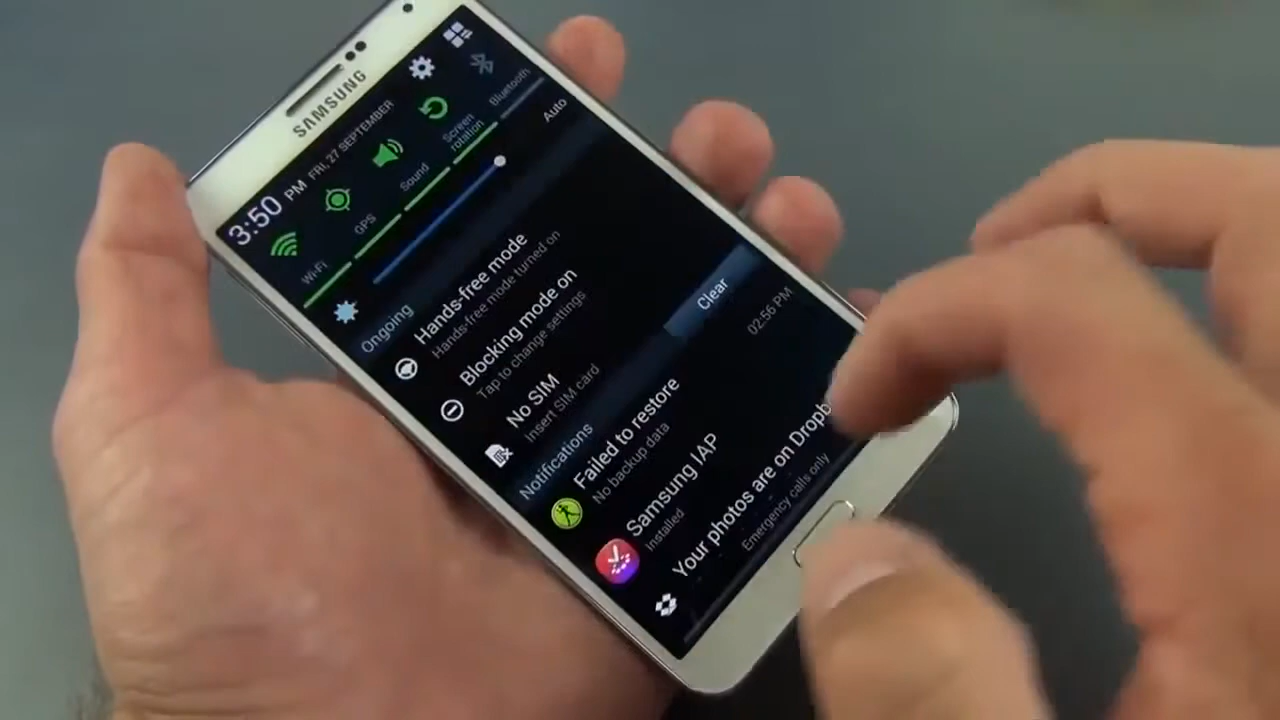 SAMSUNG
3:50 PM FRI, 27 SEPTEMBER
Wi-Fi
GPS
Sound
Screen
rotation
Bluetooth
Auto
Ongoing
Hands-free mode
Hands-free mode turned on
Blocking mode on
Tap to change settings
No SIM
Insert SIM card
Notifications
Clear
Failed to restore
02:56 PM
No backup data
Samsung IAP
Installed
Your photos are on Dropb
Emergency calls only